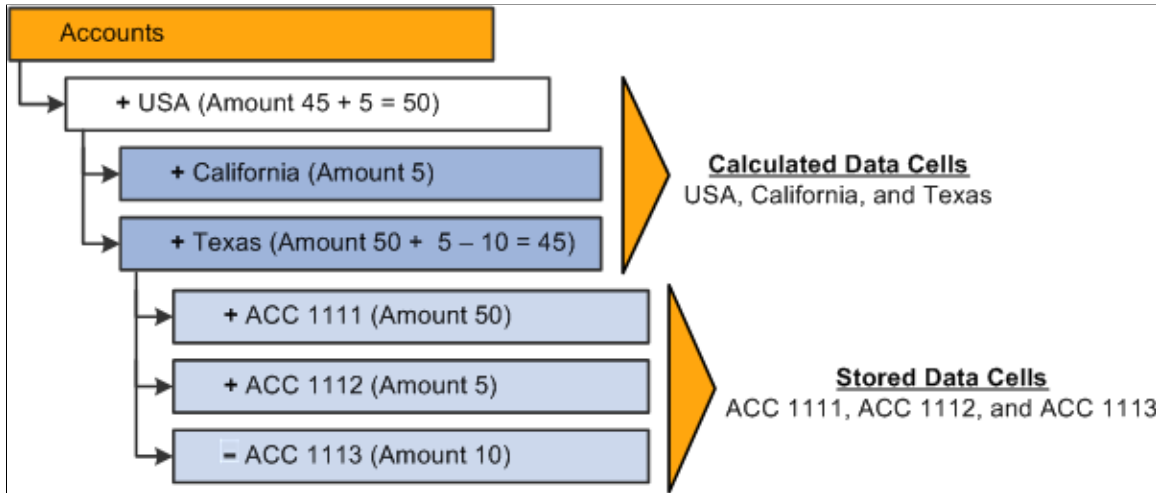 Accounts
+ USA (Amount 45 + 5 = 50)
+ California (Amount 5)
+ Texas (Amount 50 + 5 – 10 = 45)
+ ACC 1111 (Amount 50)
+ ACC 1112 (Amount 5)
- ACC 1113 (Amount 10)
Calculated Data Cells
USA, California, and Texas
Stored Data Cells
ACC 1111, ACC 1112, and ACC 1113